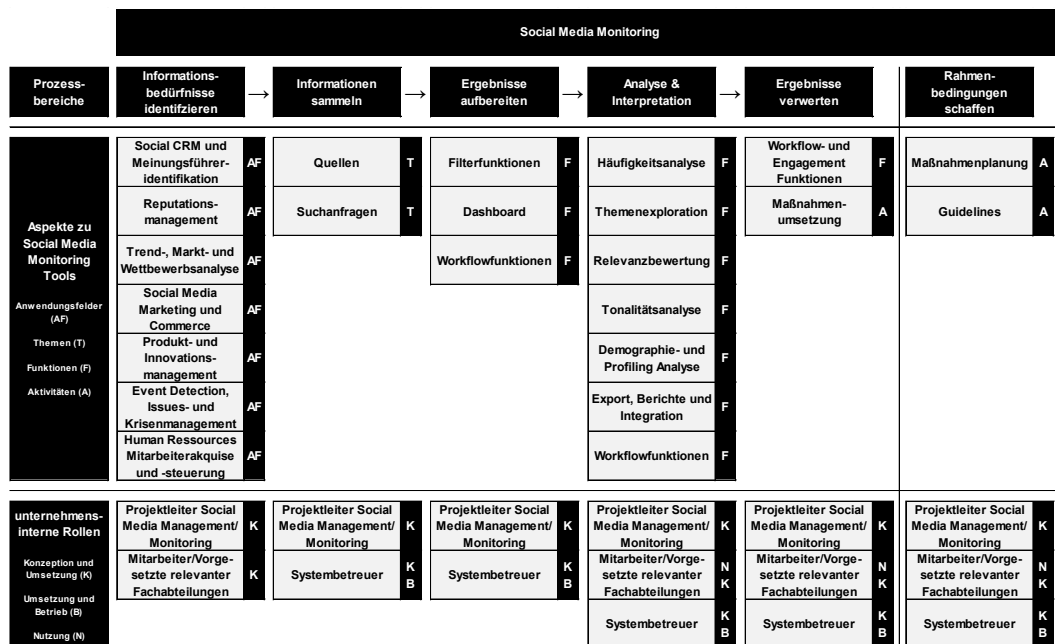 Social Media Monitoring
Prozess-
bereiche
Informations-
bedürfnisse
identifzieren
→
Informationen
sammeln
→
Ergebnisse
aufbereiten
→
Analyse &
Interpretation
→
Ergebnisse
verwerten
Rahmen-
bedingungen
schaffen
Aspekte zu
Social Media
Monitoring
Tools
Anwendungsfelder
(AF)
Themen (T)
Funktionen (F)
Aktivitäten (A)
Social CRM und
Meinungsführer-
identifikation
AF
Reputations-
management
AF
Trend-, Markt- und
Wettbewerbsanalyse
AF
Social Media
Marketing und
Commerce
AF
Produkt- und
Innovations-
management
AF
Event Detection,
Issues- und
Krisenmanagement
AF
Human Ressources
Mitarbeiterakquise
und -steuerung
AF
Quellen
T
Suchanfragen
T
Filterfunktionen
F
Dashboard
F
Workflowfunktionen
F
Häufigkeitsanalyse
F
Themenexploration
F
Relevanzbewertung
F
Tonalitätsanalyse
F
Demographie- und
Profiling Analyse
F
Export, Berichte und
Integration
F
Workflowfunktionen
F
Workflow- und
Engagement
Funktionen
F
Maßnahmen-
umsetzung
A
Maßnahmenplanung
A
Guidelines
A
unternehmens-
interne Rollen
Konzeption und
Umsetzung (K)
Umsetzung und
Betrieb (B)
Nutzung (N)
Projektleiter Social
Media Management/
Monitoring
K
Mitarbeiter/Vorge-
setzte relevanter
Fachabteilungen
K
Projektleiter Social
Media Management/
Monitoring
K
Systembetreuer
K
B
Projektleiter Social
Media Management/
Monitoring
K
Systembetreuer
K
B
Projektleiter Social
Media Management/
Monitoring
K
Mitarbeiter/Vorge-
setzte relevanter
Fachabteilungen
N
K
Systembetreuer
K
B
Projektleiter Social
Media Management/
Monitoring
K
Mitarbeiter/Vorge-
setzte relevanter
Fachabteilungen
N
K
Systembetreuer
K
B
Projektleiter Social
Media Management/
Monitoring
K
Mitarbeiter/Vorge-
setzte relevanter
Fachabteilungen
N
K
Systembetreuer
K
B